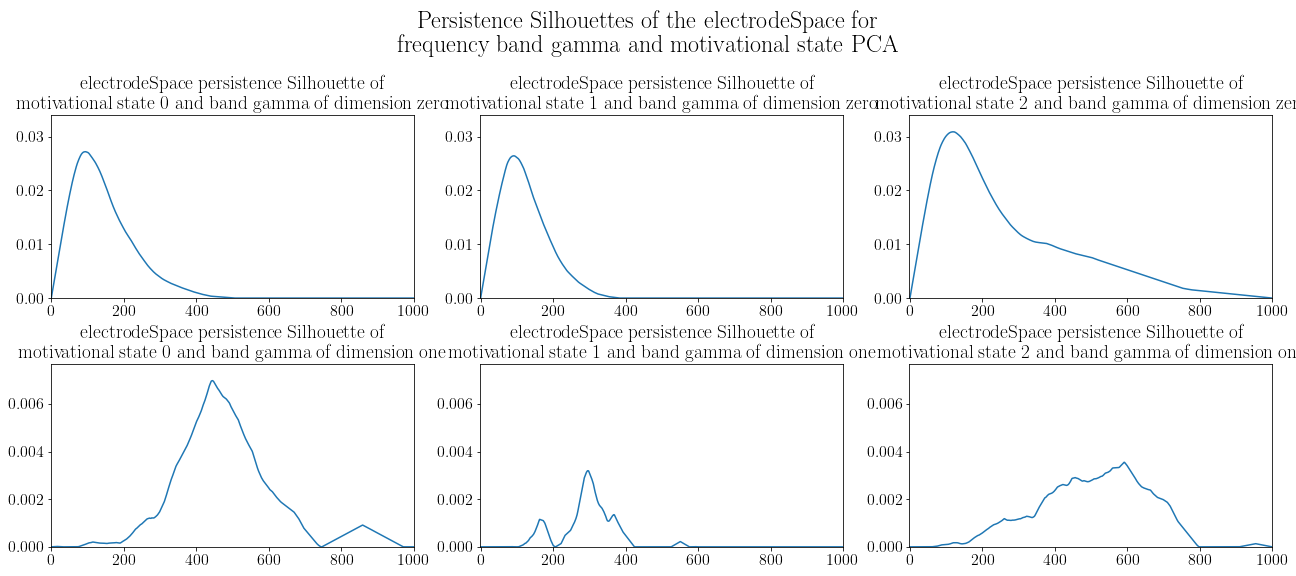 Persistence Silhouettes of the electrodeSpace for
frequency band gamma and motivational state PCA
electrodeSpace persistence Silhouette of
motivational state 0 and band gamma of dimension zero
electrodeSpace persistence Silhouette of
motivational state 1 and band gamma of dimension zero
electrodeSpace persistence Silhouette of
motivational state 2 and band gamma of dimension zer
0.03
0.02
0.01
0.00
0 200 400 600 800 1000
0.03
0.02
0.01
0.00
0 200 400 600 800 1000
0.03
0.02
0.01
0.00
0 200 400 600 800 1000
electrodeSpace persistence Silhouette of
motivational state 0 and band gamma of dimension one
electrodeSpace persistence Silhouette of
motivational state 1 and band gamma of dimension one
electrodeSpace persistence Silhouette of
motivational state 2 and band gamma of dimension on
0.006
0.004
0.002
0.000
0 200 400 600 800 1000
0.006
0.004
0.002
0.000
0 200 400 600 800 1000
0.006
0.004
0.002
0.000
0 200 400 600 800 1000